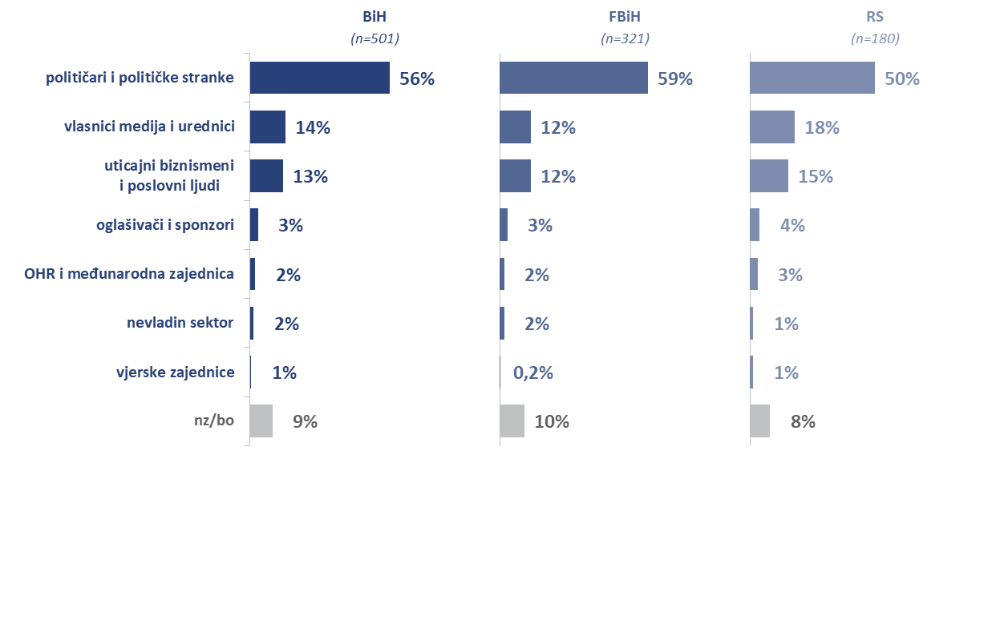 BiH
(n=501)
FBiH
(n=321)
RS
(n=180)
političari i političke stranke
56%
59%
50%
vlasnici medija i urednici
14%
12%
18%
uticajni biznismeni
i poslovni ljudi
13%
12%
15%
oglašivači i sponzori
3%
3%
4%
OHR i međunarodna zajednica
2%
2%
3%
nevladin sektor
2%
2%
1%
vjerske zajednice
1%
0,2%
1%
nz/bo
9%
10%
8%